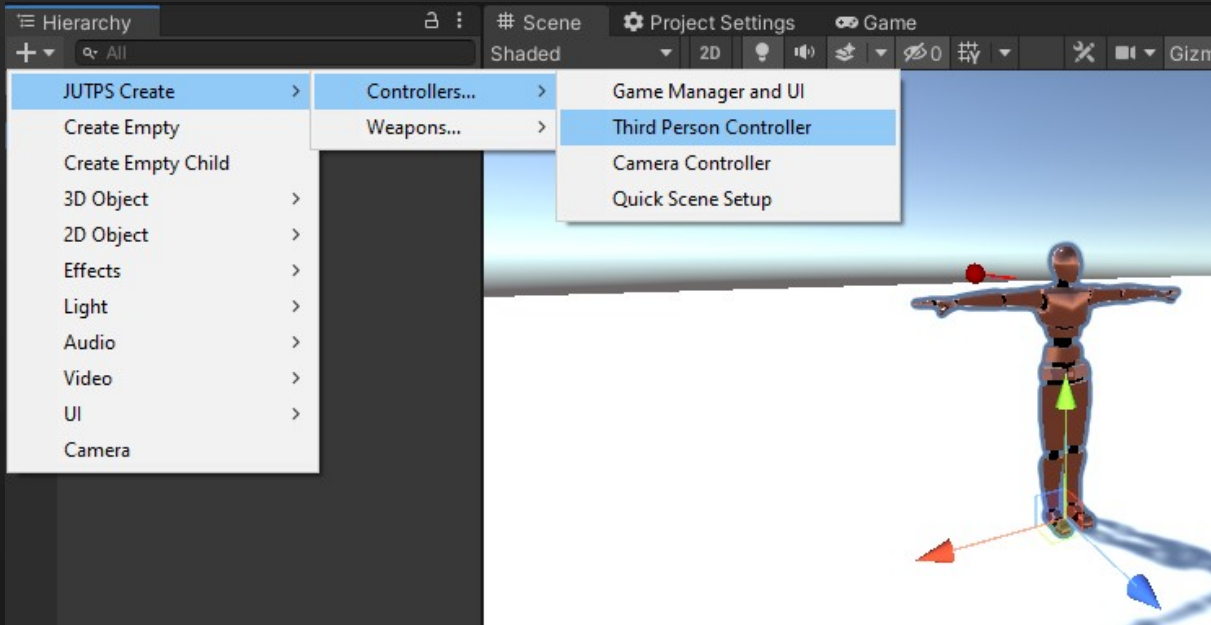 Hierarchy
Scene
Project Settings
Game
All
Shaded
2D
0
Gizm
JUTPS Create
Controllers...
Game Manager and UI
Create Empty
Weapons...
Third Person Controller
Create Empty Child
Camera Controller
3D Object
Quick Scene Setup
2D Object
Effects
Light
Audio
Video
UI
Camera